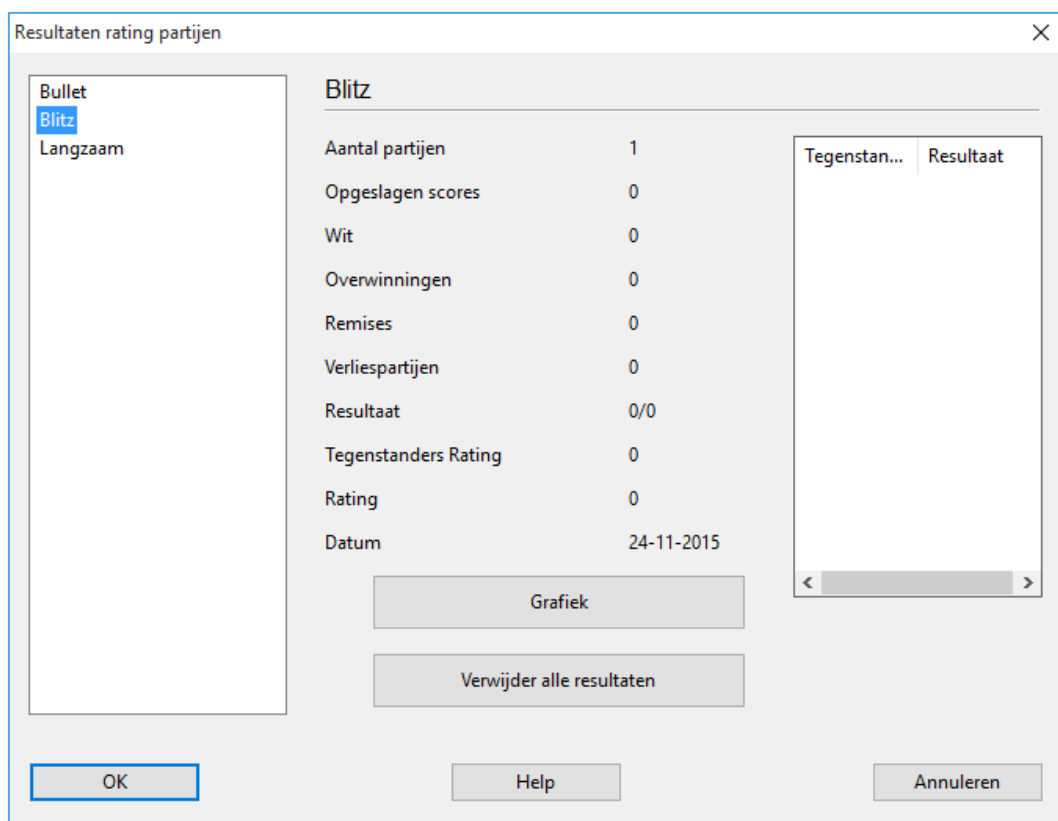 Resultaten rating partijen
Bullet
Blitz
Langzaam
Blitz
Aantal partijen 1
Opgeslagen scores 0
Wit 0
Overwinningen 0
Remises 0
Verliespartijen 0
Resultaat 0/0
Tegenstanders Rating 0
Rating 0
Datum 24-11-2015
Grafiek
Verwijder alle resultaten
Tegenstan... Resultaat
OK Help Annuleren